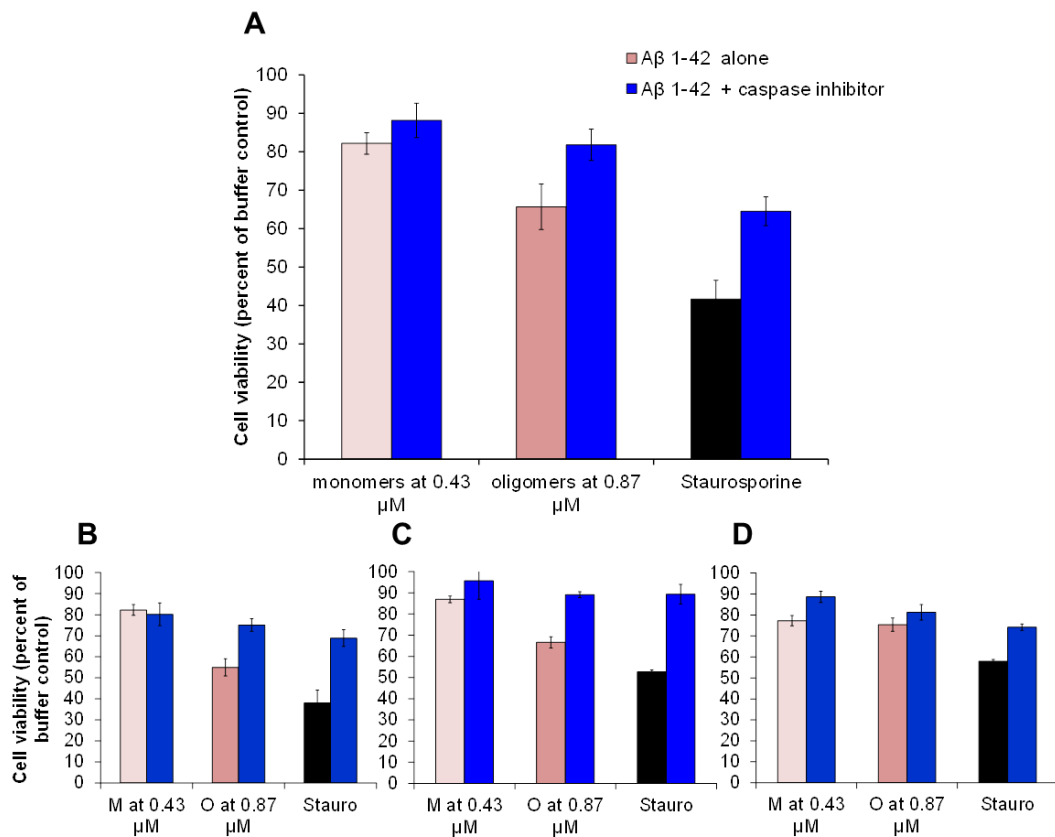 A
Aβ 1-42 alone
Aβ 1-42 + caspase inhibitor
Cell viability (percent of buffer control)
100
90
80
70
60
50
40
30
20
10
0
monomers at 0.43
µM
oligomers at 0.87
µM
Staurosporine
B
Cell viability (percent of
buffer control)
100
90
80
70
60
50
40
30
20
10
0
M at 0.43
µM
O at 0.87
µM
Stauro
C
100
90
80
70
60
50
40
30
20
10
0
M at 0.43
µM
O at 0.87
µM
Stauro
D
100
90
80
70
60
50
40
30
20
10
0
M at 0.43
µM
O at 0.87
µM
Stauro